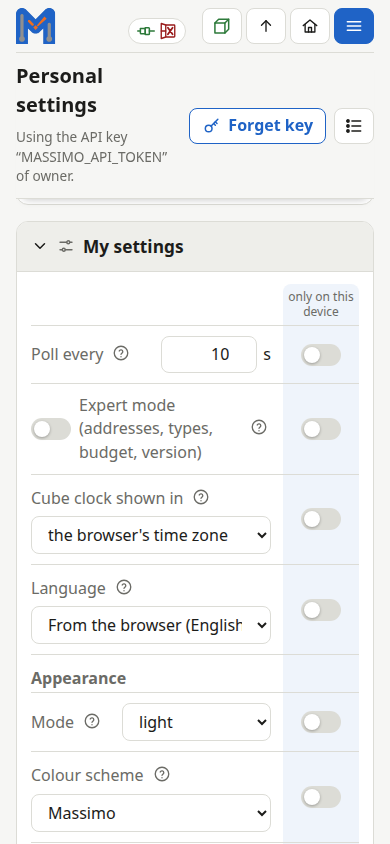 Personal
settings
Using the API key
“MASSIMO_API_TOKEN”
of owner.
Forget key
My settings
only on this
device
Poll every
10 s
Expert mode
(addresses, types,
budget, version)
Cube clock shown in
the browser's time zone
Language
From the browser (English
Appearance
Mode
light
Colour scheme
Massimo